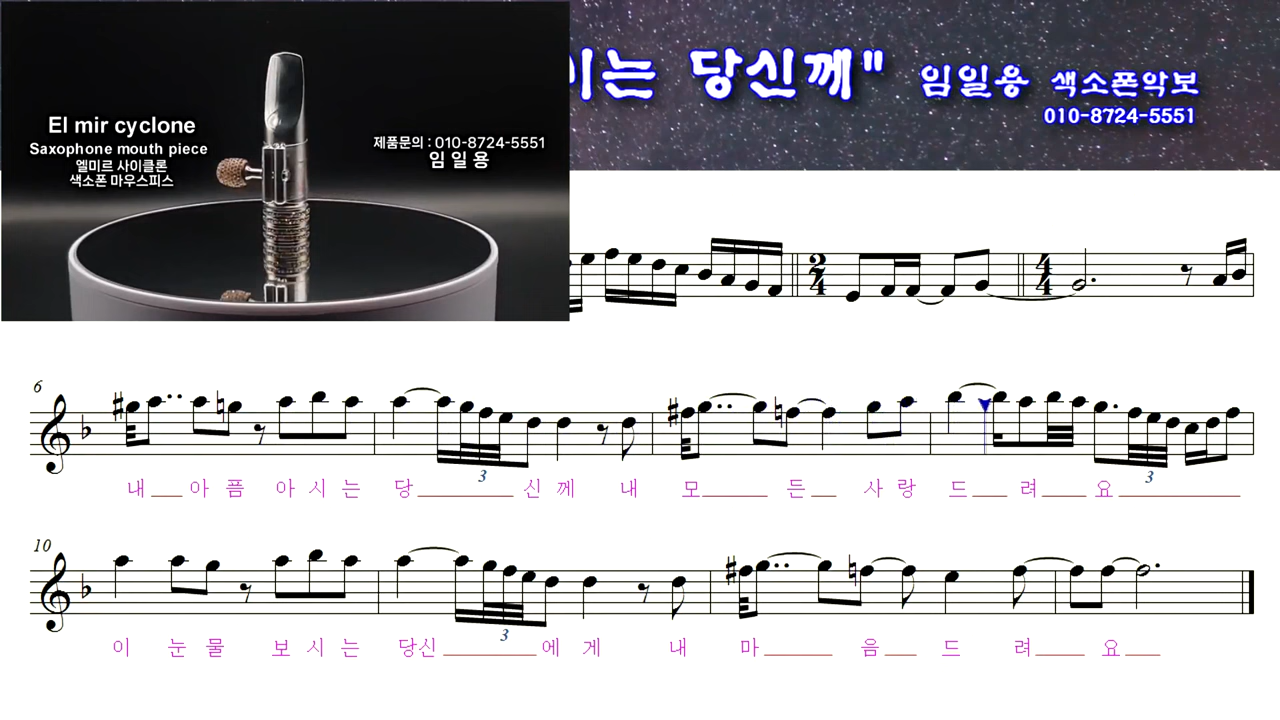 는 당신께" 임일용 색소폰악보
010-8724-5551
El mir cyclone
Saxophone mouth piece
엘미르 사이클론
색소폰 마우스피스
제품문의 : 010-8724-5551
임 일 용
2
4
4
4
6
3
3
내 아 픔 아 시 는 당 신 께 내 모 든 사 랑 드 려 요
10
3
이 눈 물 보 시 는 당신 에 게 내 마 음 드 려 요